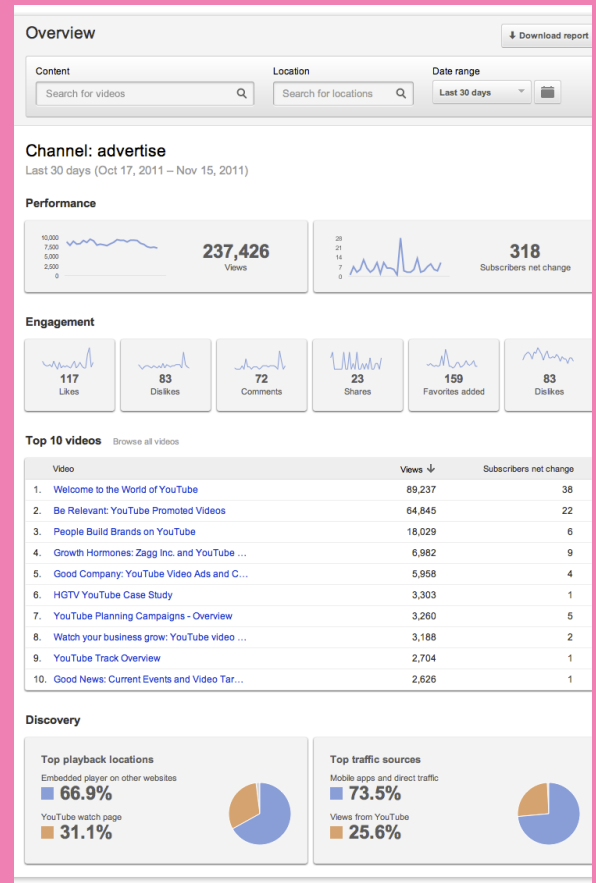 Overview
Download report
Content Location Date range
Search for videos Search for locations Last 30 days
Channel: advertise
Last 30 days (Oct 17, 2011 – Nov 15, 2011)
Performance
10,000
7,500
5,000
2,500
0
237,426
Views
28
21
14
7
0
318
Subscribers net change
Engagement
117
Likes
83
Dislikes
72
Comments
23
Shares
159
Favorites added
83
Dislikes
Top 10 videos Browse all videos
Video Views Subscribers net change
1. Welcome to the World of YouTube 89,237 38
2. Be Relevant: YouTube Promoted Videos 64,845 22
3. People Build Brands on YouTube 18,029 6
4. Growth Hormones: Zagg Inc. and YouTube ... 6,982 9
5. Good Company: YouTube Video Ads and C... 5,958 4
6. HGTV YouTube Case Study 3,303 1
7. YouTube Planning Campaigns - Overview 3,260 5
8. Watch your business grow: YouTube video ... 3,188 2
9. YouTube Track Overview 2,704 1
10. Good News: Current Events and Video Tar... 2,626 1
Discovery
Top playback locations
Embedded player on other websites
66.9%
YouTube watch page
31.1%
Top traffic sources
Mobile apps and direct traffic
73.5%
Views from YouTube
25.6%